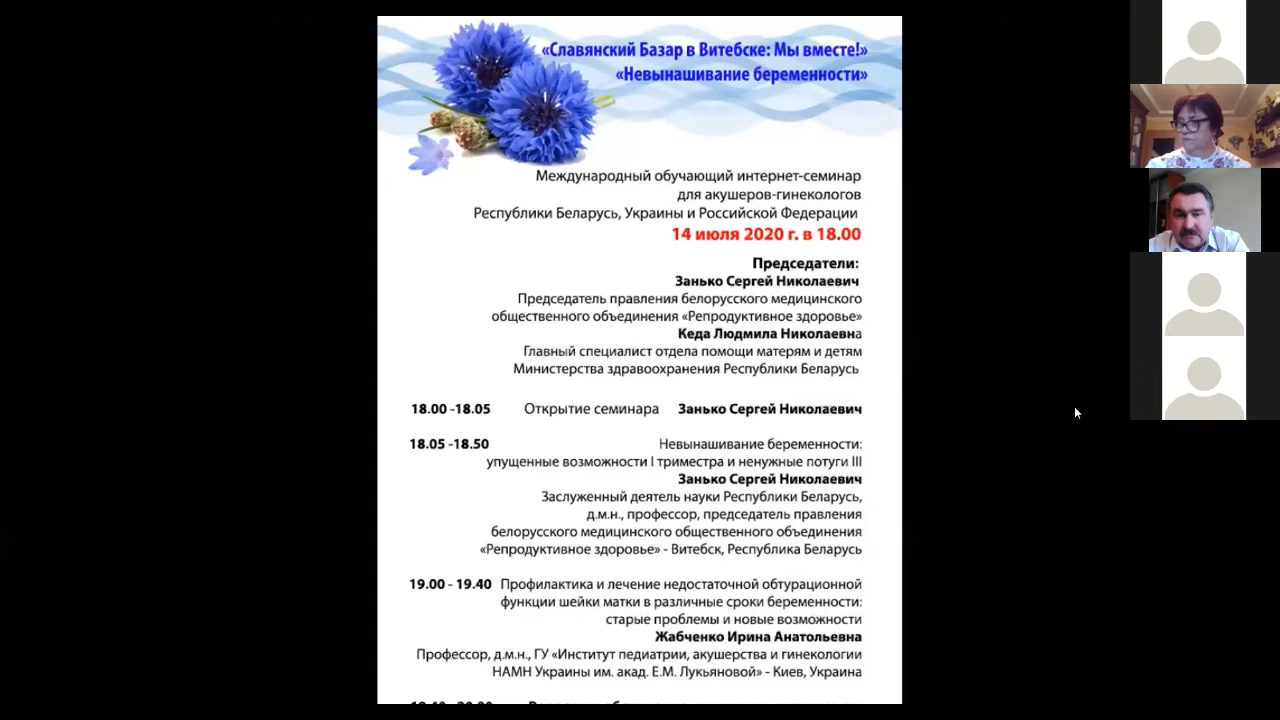 «Славянский Базар в Витебске: Мы вместе!»
«Невынашивание беременности»
Международный обучающий интернет-семинар
для акушеров-гинекологов
Республики Беларусь, Украины и Российской Федерации
14 июля 2020 г. в 18.00
Председатели:
Занько Сергей Николаевич
Председатель правления белорусского медицинского
общественного объединения «Репродуктивное здоровье»
Кеда Людмила Николаевна
Главный специалист отдела помощи матерям и детям
Министерства здравоохранения Республики Беларусь
18.00 -18.05 Открытие семинара Занько Сергей Николаевич
18.05 -18.50 Невынашивание беременности:
упущенные возможности I триместра и ненужные потуги III
Занько Сергей Николаевич
Заслуженный деятель науки Республики Беларусь,
д.м.н., профессор, председатель правления
белорусского медицинского общественного объединения
«Репродуктивное здоровье» - Витебск, Республика Беларусь
19.00 - 19.40 Профилактика и лечение недостаточной обтурационной
функции шейки матки в различные сроки беременности:
старые проблемы и новые возможности
Жабченко Ирина Анатольевна
Профессор, д.м.н., ГУ «Институт педиатрии, акушерства и гинекологии
НАМН Украины им. акад. Е.М. Лукьяновой» - Киев, Украина